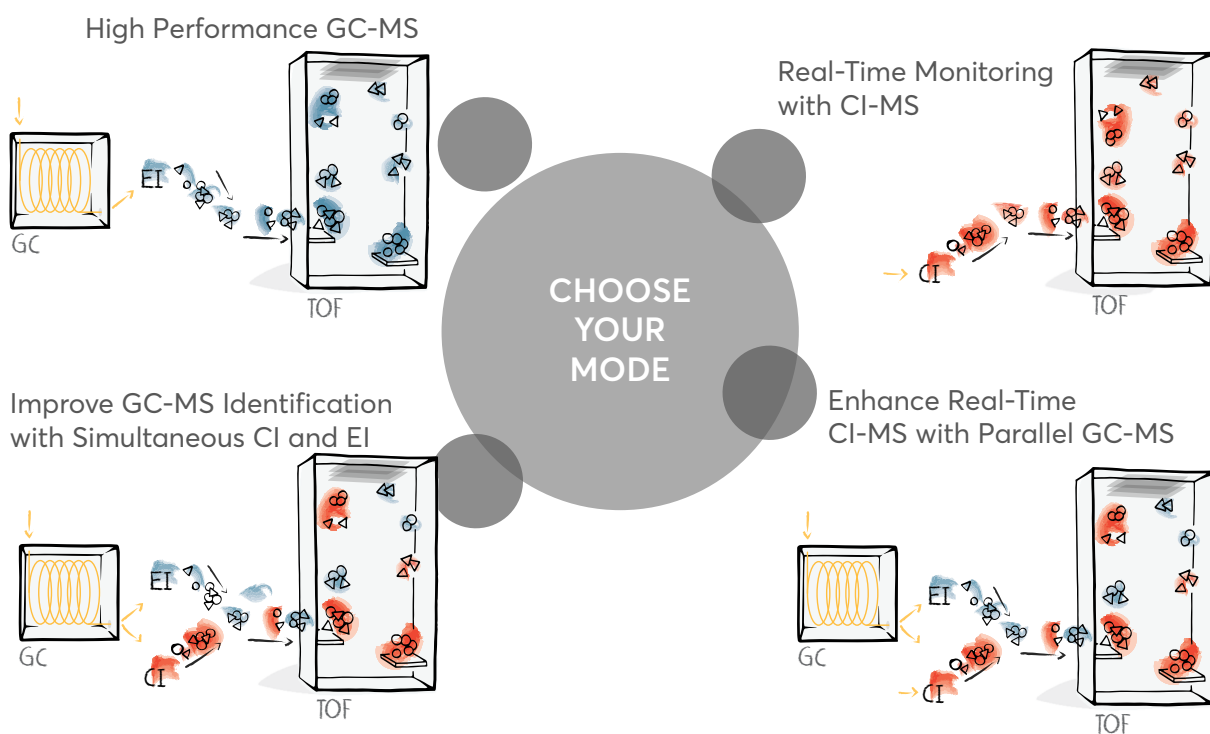 High Performance GC-MS
EI
GC
TOF
Real-Time Monitoring
with CI-MS
CI
TOF
CHOOSE
YOUR
MODE
Improve GC-MS Identification
with Simultaneous CI and EI
EI
GC
CI
TOF
Enhance Real-Time
CI-MS with Parallel GC-MS
EI
GC
CI
TOF